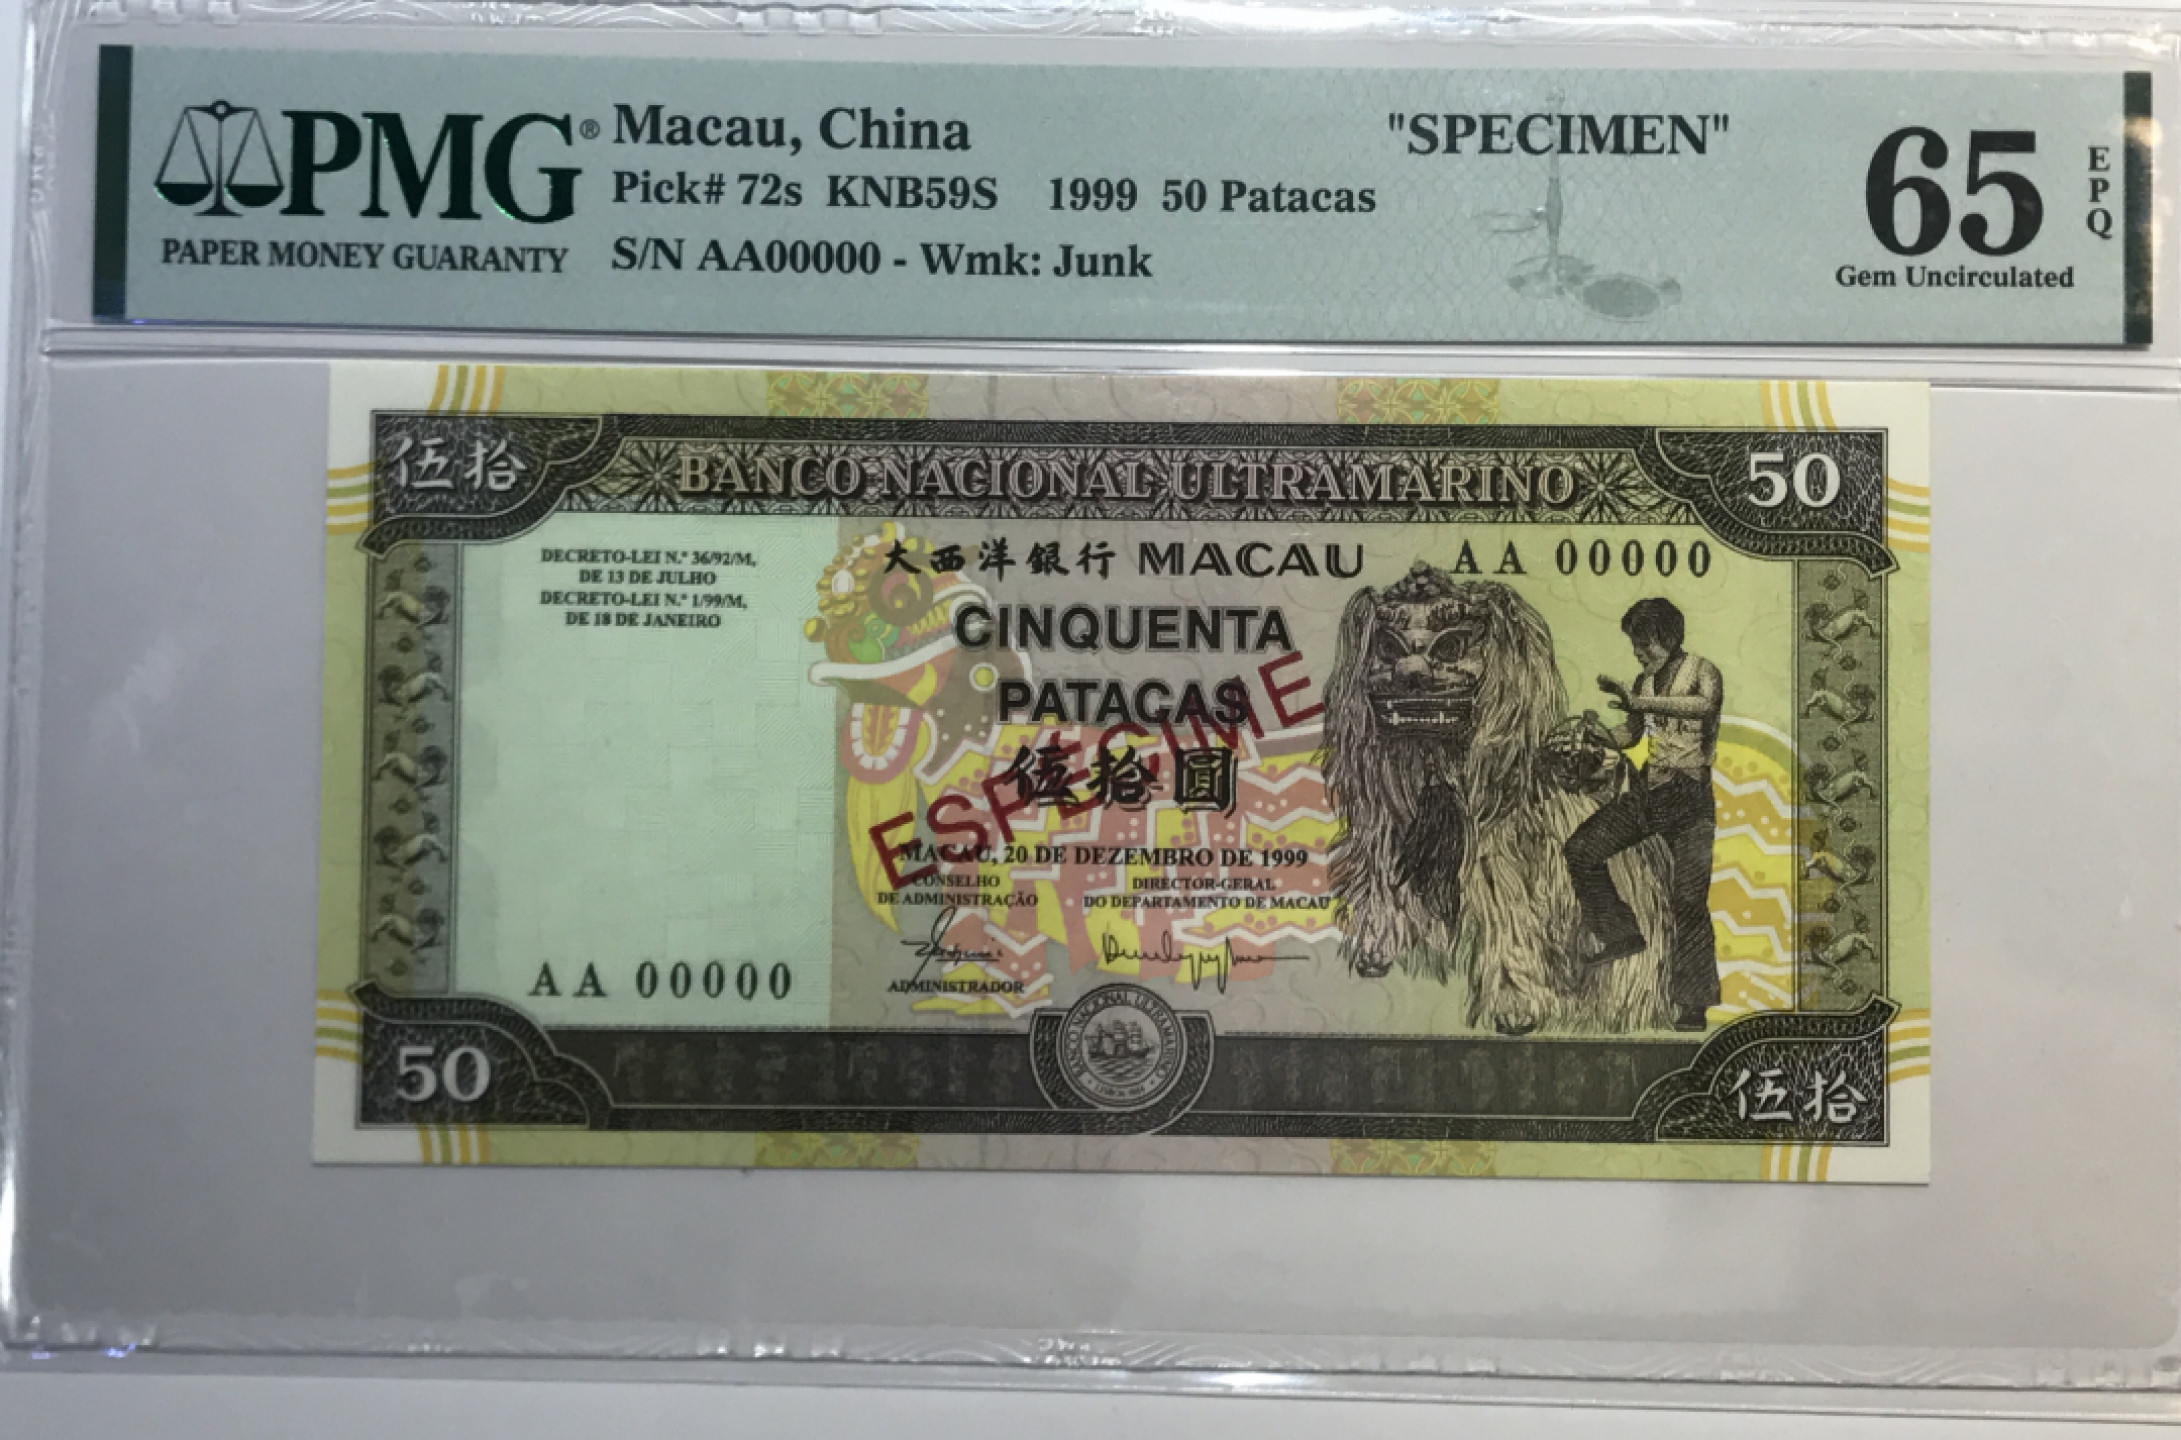 PMG®
PAPER MONEY GUARANTY
Macau, China
Pick# 72s KNB59S 1999 50 Patacas
S/N AA00000 - Wmk: Junk
"SPECIMEN"
65
EPQ
Gem Uncirculated
伍拾
BANCO NACIONAL ULTRAMARINO
50
DECRETO-LEI N.º 36/92/M,
DE 13 DE JULHO
DECRETO-LEI N.º 1/99/M,
DE 18 DE JANEIRO
大西洋銀行 MACAU
AA 00000
CINQUENTA
PATACAS
伍拾圓
ESPECIME
MACAU, 20 DE DEZEMBRO DE 1999
CONSELHO
DE ADMINISTRAÇÃO
DIRECTOR-GERAL
DO DEPARTAMENTO DE MACAU
ADMINISTRADOR
AA 00000
50
BANCO NACIONAL ULTRAMARINO
伍拾